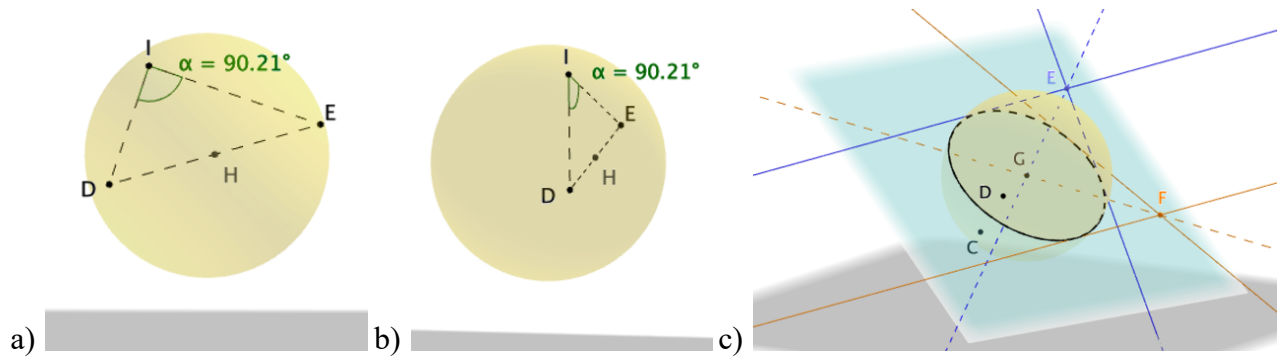 a)
I
α = 90.21°
E
D
H
b)
I
α = 90.21°
E
H
D
c)
E
G
D
F
C